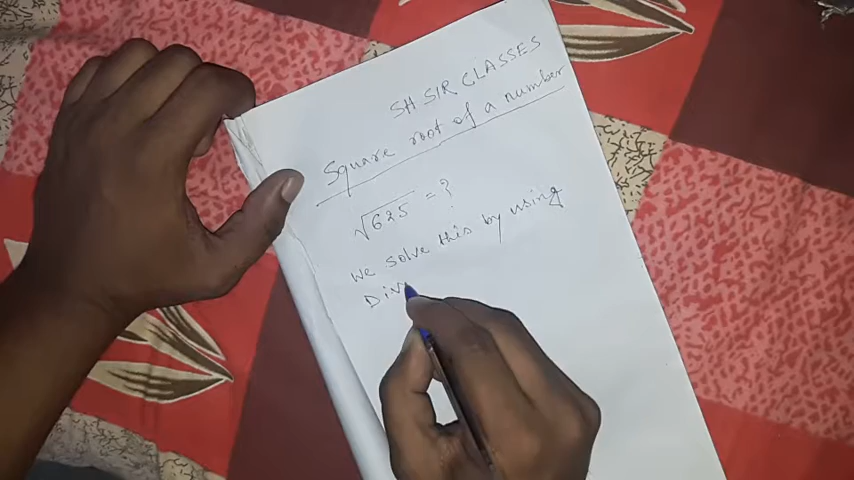 SH SIR CLASSES
Square root of a number
√625 = ?
we solve this by using
Div